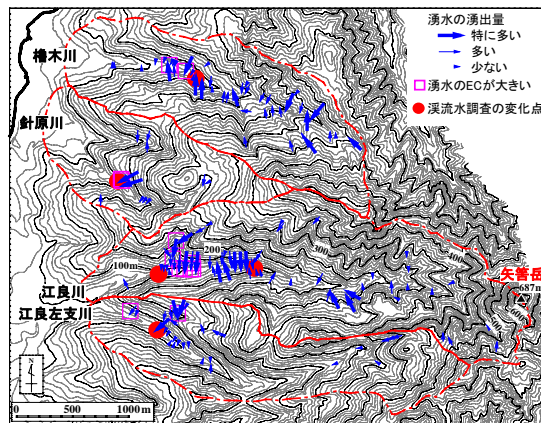 湧水の湧出量
特に多い
多い
少ない
湧水のECが大きい
渓流水調査の変化点
櫓木川
針原川
200
300
400
100m
矢筈岳
687m
600
江良川
江良左支川
N
0 500 1000m